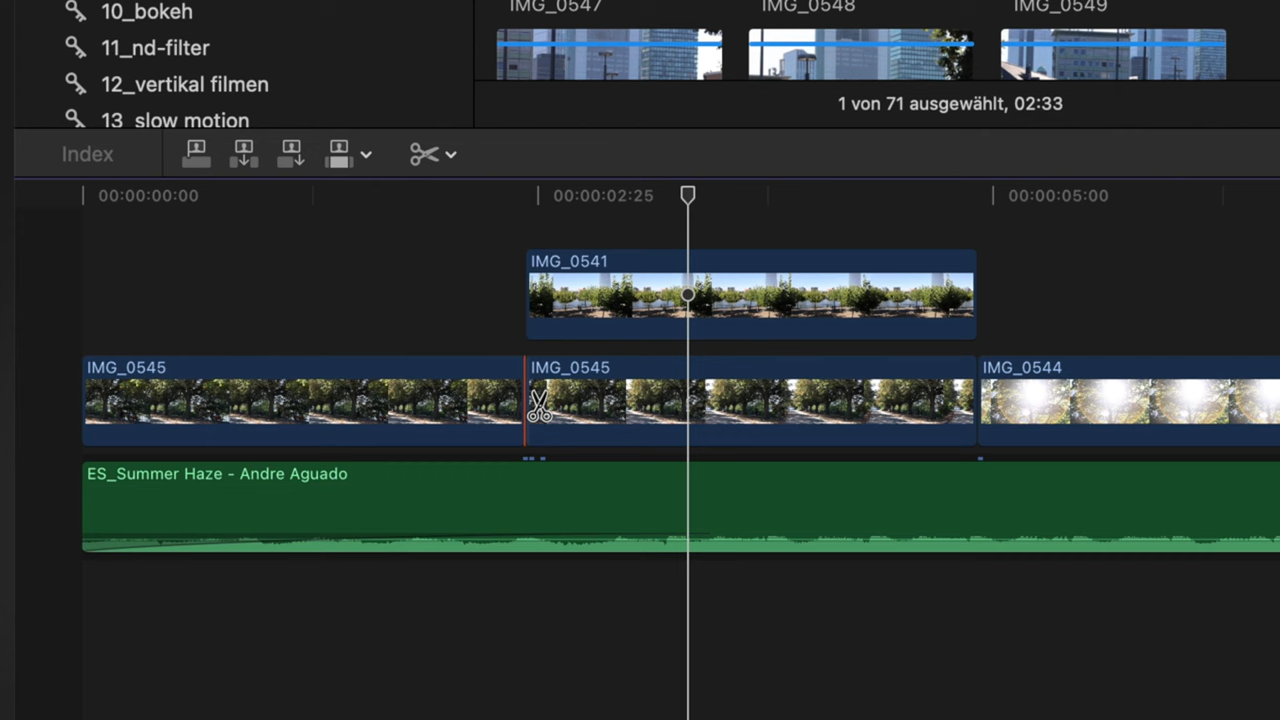 10_bokeh
11_nd-filter
12_vertikal filmen
13_slow motion
IMG_0547
IMG_0548
IMG_0549
1 von 71 ausgewählt, 02:33
Index
00:00:00:00
00:00:02:25
00:00:05:00
IMG_0541
IMG_0545
IMG_0545
IMG_0544
ES_Summer Haze - Andre Aguado